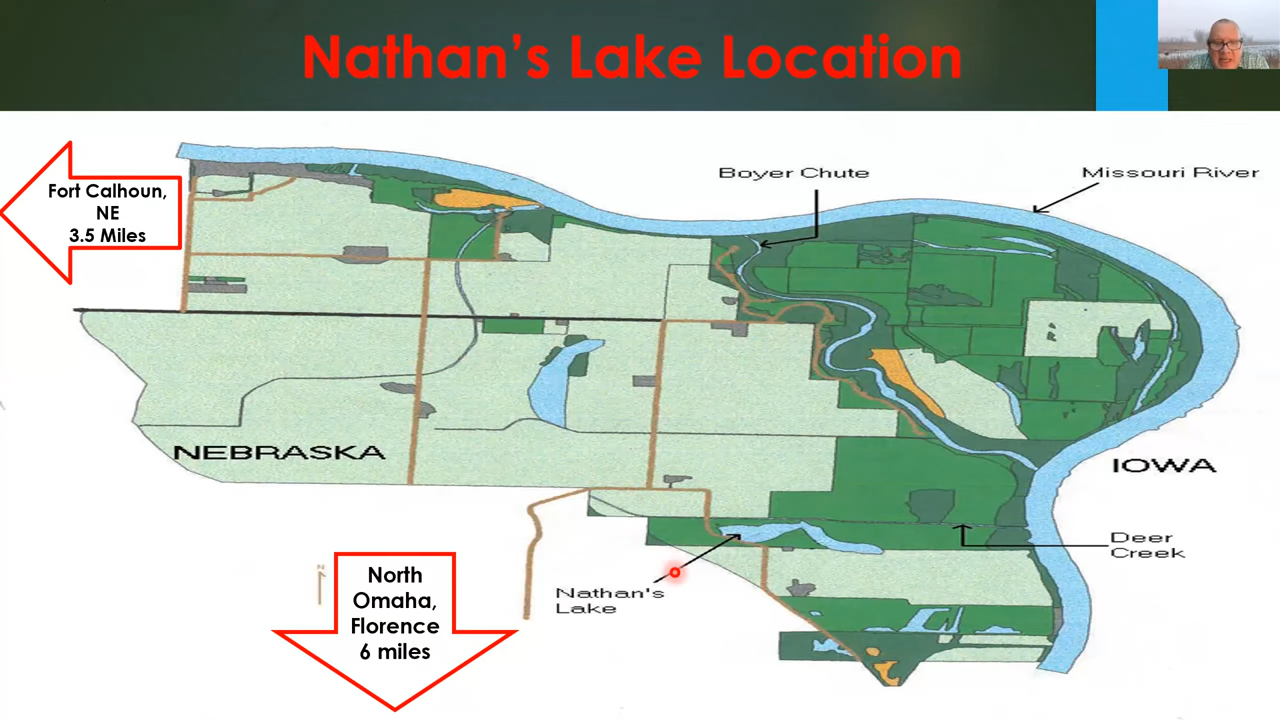 Nathan's Lake Location
Boyer Chute
Missouri River
Fort Calhoun,
NE
3.5 Miles
NEBRASKA
IOWA
Deer
Creek
Nathan's
Lake
N
North
Omaha,
Florence
6 miles